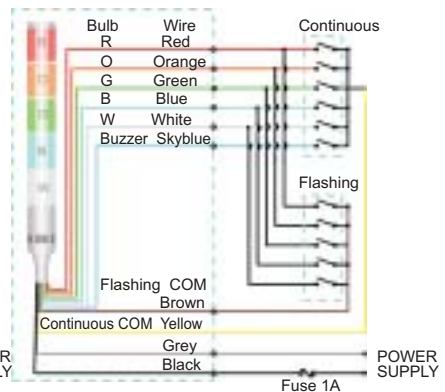 Bulb Wire Continuous
R Red
O Orange
G Green
B Blue
W White
Buzzer Skyblue
Flashing
Flashing COM
Brown
Continuous COM Yellow
Grey
R POWER
LY Black SUPPLY
Fuse 1A